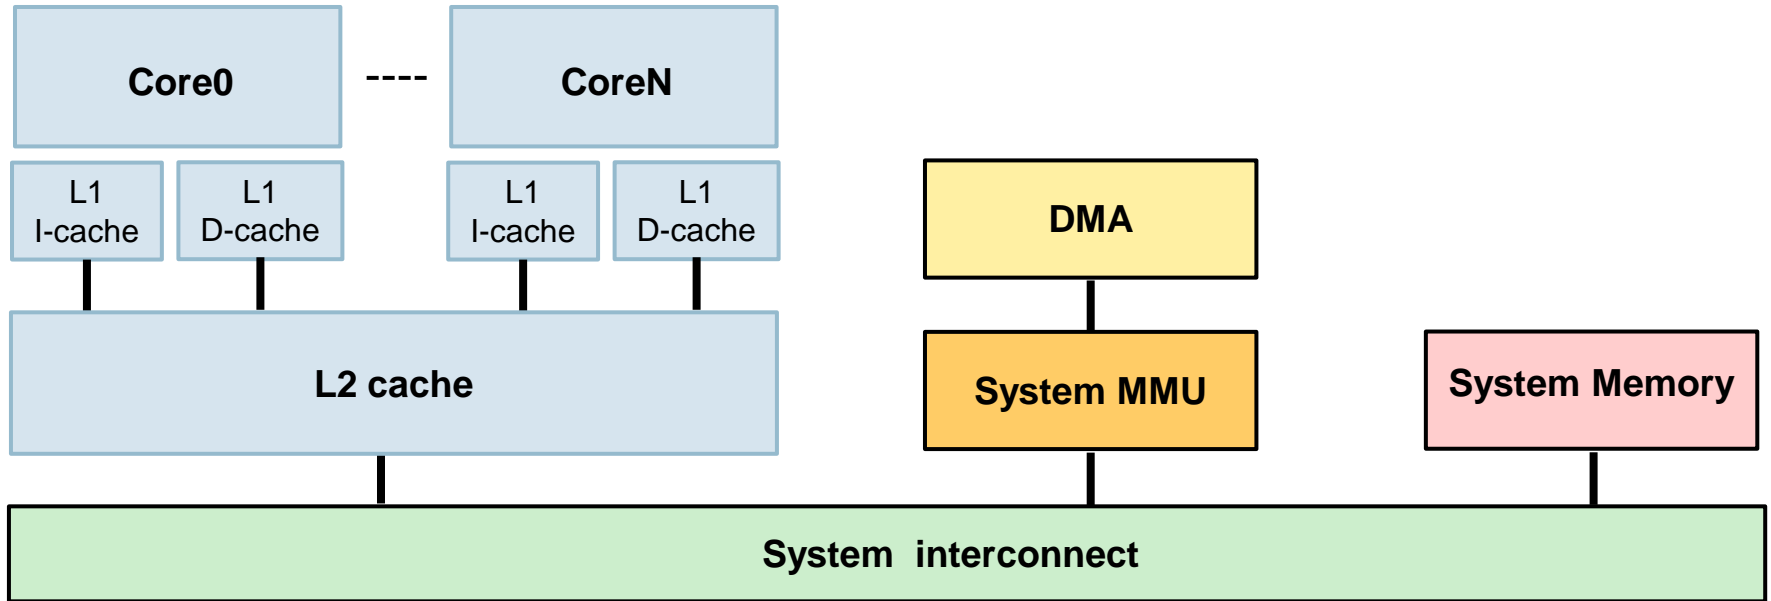 Core0
----
CoreN
L1
I-cache
L1
D-cache
L1
I-cache
L1
D-cache
DMA
L2 cache
System MMU
System Memory
System interconnect